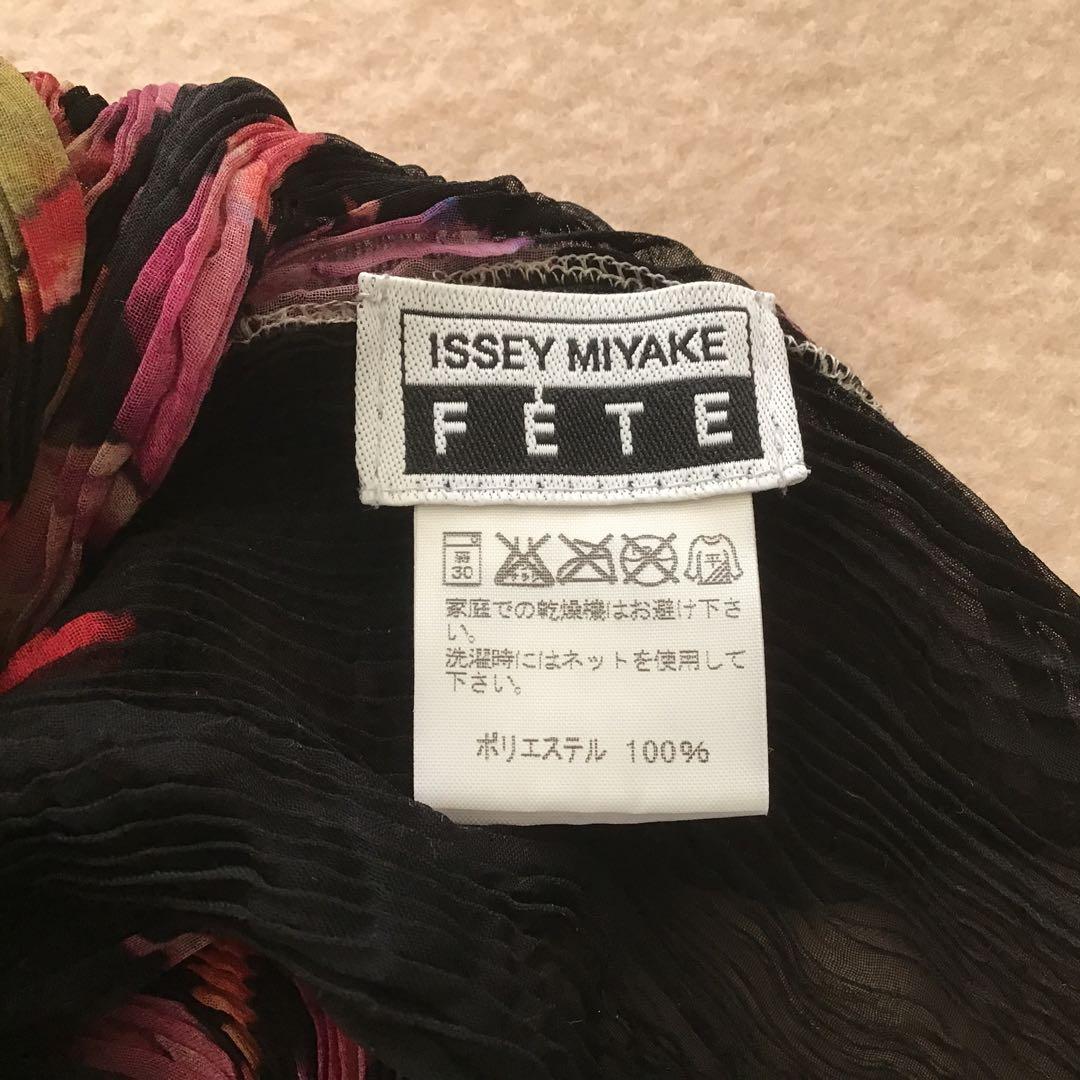 ISSEY MIYAKE
FÊTE
弱
30
平
家庭での乾燥機はお避け下さ
い。
洗濯時にはネットを使用して
下さい。
ポリエステル 100%